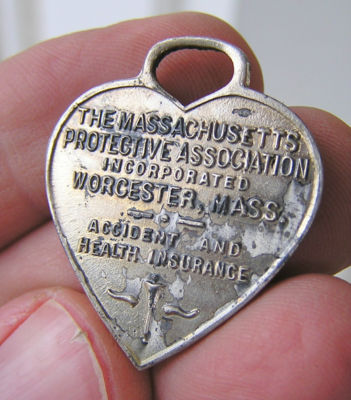 THE MASSACHUSETTS
PROTECTIVE ASSOCIATION
INCORPORATED
WORCESTER, MASS.
ACCIDENT AND
HEALTH INSURANCE